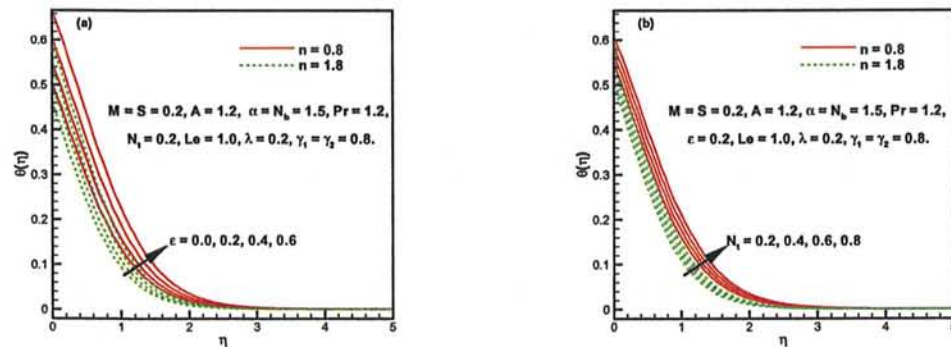 (a)
n = 0.8
n = 1.8
M = S = 0.2, A = 1.2, α = N_b = 1.5, Pr = 1.2,
N_t = 0.2, Le = 1.0, λ = 0.2, γ₁ = γ₂ = 0.8.
ε = 0.0, 0.2, 0.4, 0.6
θ(η)
0.6
0.5
0.4
0.3
0.2
0.1
0
0 1 2 3 4 5
η
(b)
n = 0.8
n = 1.8
M = S = 0.2, A = 1.2, α = N_b = 1.5, Pr = 1.2,
ε = 0.2, Le = 1.0, λ = 0.2, γ₁ = γ₂ = 0.8.
N_t = 0.2, 0.4, 0.6, 0.8
θ(η)
0.6
0.5
0.4
0.3
0.2
0.1
0
0 1 2 3 4
η